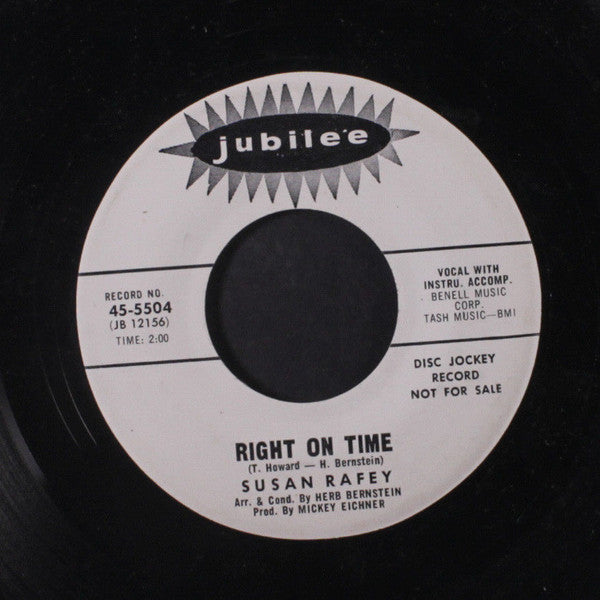 jubilee
RECORD NO.
45-5504
(JB 12156)
TIME: 2:00
VOCAL WITH
INSTRU. ACCOMP.
BENELL MUSIC
CORP.
TASH MUSIC—BMI
DISC JOCKEY
RECORD
NOT FOR SALE
RIGHT ON TIME
(T. Howard — H. Bernstein)
SUSAN RAFEY
Arr. & Cond. By HERB BERNSTEIN
Prod. By MICKEY EICHNER